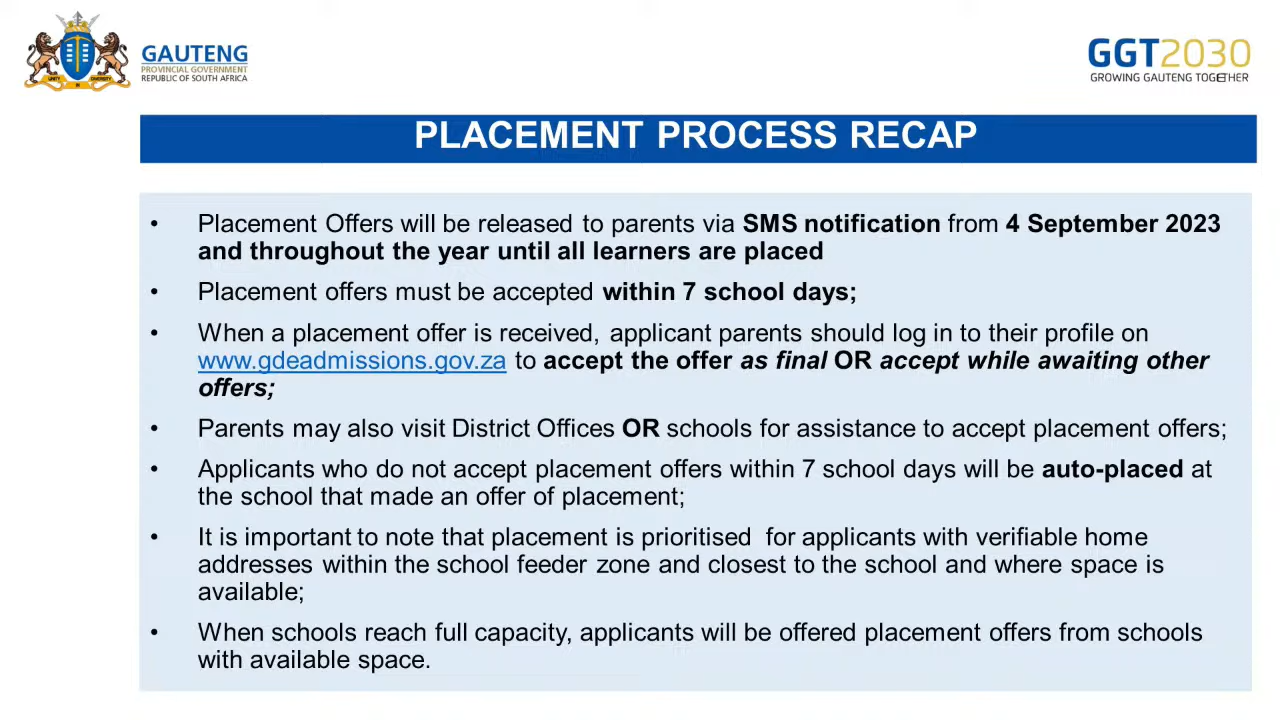 GAUTENG
PROVINCIAL GOVERNMENT
REPUBLIC OF SOUTH AFRICA
UNITY IN DIVERSITY
GGT2030
GROWING GAUTENG TOGETHER
PLACEMENT PROCESS RECAP
• Placement Offers will be released to parents via SMS notification from 4 September 2023
and throughout the year until all learners are placed
• Placement offers must be accepted within 7 school days;
• When a placement offer is received, applicant parents should log in to their profile on
www.gdeadmissions.gov.za to accept the offer as final OR accept while awaiting other
offers;
• Parents may also visit District Offices OR schools for assistance to accept placement offers;
• Applicants who do not accept placement offers within 7 school days will be auto-placed at
the school that made an offer of placement;
• It is important to note that placement is prioritised for applicants with verifiable home
addresses within the school feeder zone and closest to the school and where space is
available;
• When schools reach full capacity, applicants will be offered placement offers from schools
with available space.